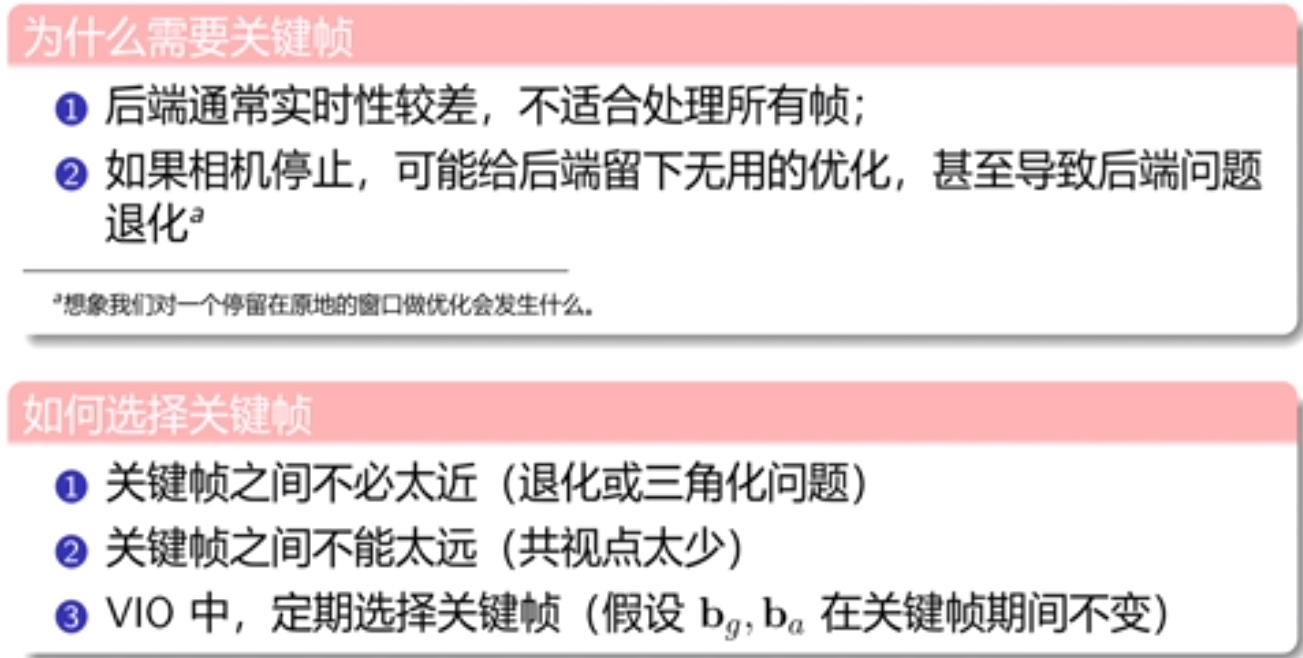 为什么需要关键帧
1 后端通常实时性较差，不适合处理所有帧；
2 如果相机停止，可能给后端留下无用的优化，甚至导致后端问题
退化a
a想象我们对一个停留在原地的窗口做优化会发生什么。
如何选择关键帧
1 关键帧之间不必太近（退化或三角化问题）
2 关键帧之间不能太远（共视点太少）
3 VIO 中，定期选择关键帧（假设 b_g, b_a 在关键帧期间不变）